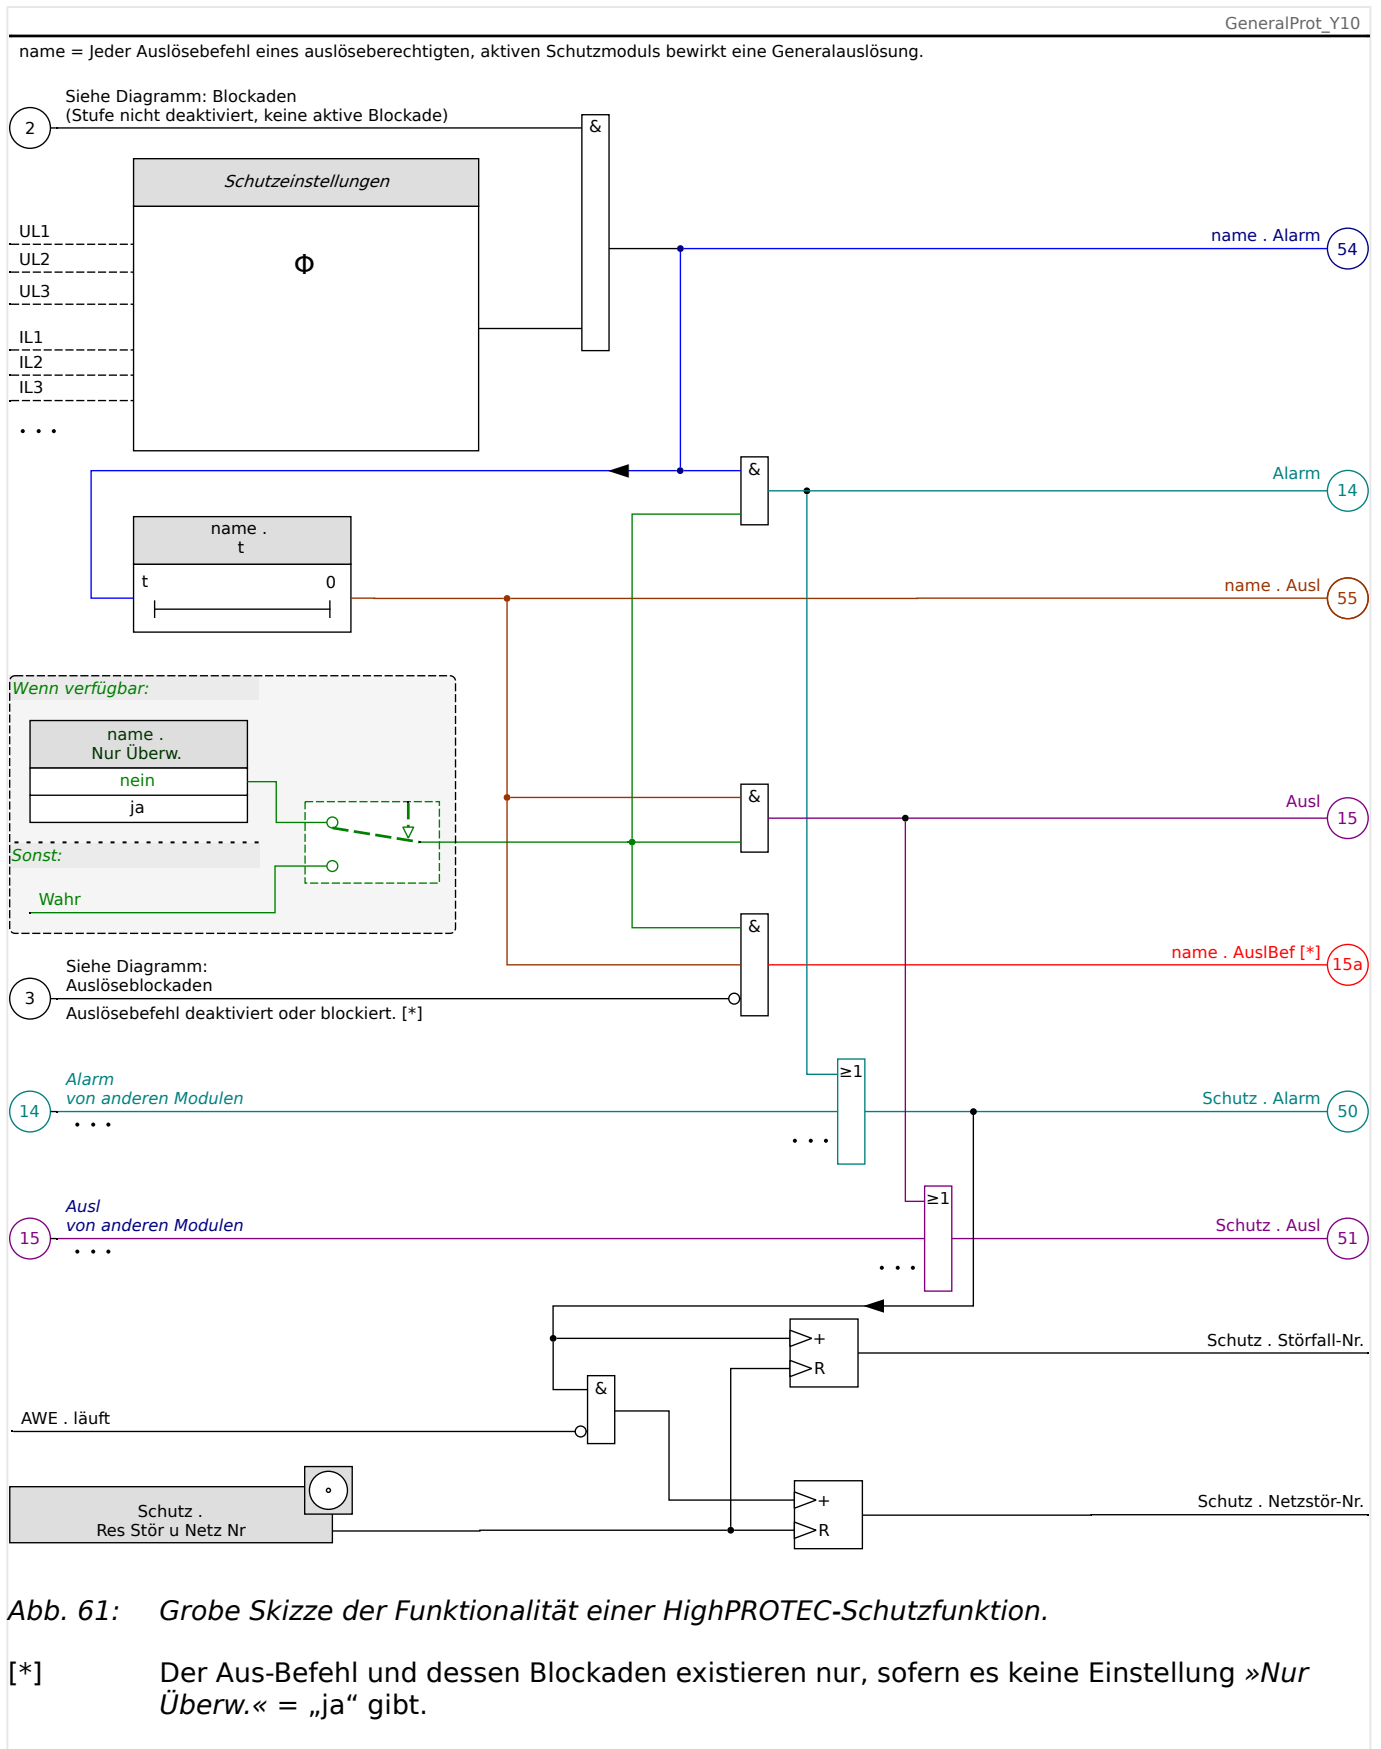 GeneralProt_Y10
name = Jeder Auslösebefehl eines auslöseberechtigten, aktiven Schutzmoduls bewirkt eine Generalauslösung.
Siehe Diagramm: Blockaden
(Stufe nicht deaktiviert, keine aktive Blockade)
2
&
Schutzeinstellungen
Φ
UL1
UL2
UL3
IL1
IL2
IL3
. . .
name . Alarm
54
&
Alarm
14
name .
t
t 0
name . Ausl
55
Wenn verfügbar:
name .
Nur Überw.
nein
ja
Sonst:
Wahr
&
Ausl
15
&
name . AuslBef [*]
15a
Siehe Diagramm:
Auslöseblockaden
3
Auslösebefehl deaktiviert oder blockiert. [*]
Alarm
von anderen Modulen
14
. . .
≥1
. . .
Schutz . Alarm
50
Ausl
von anderen Modulen
15
. . .
≥1
. . .
Schutz . Ausl
51
+
R
Schutz . Störfall-Nr.
&
AWE . läuft
Schutz .
Res Stör u Netz Nr
+
R
Schutz . Netzstör-Nr.
Abb. 61: Grobe Skizze der Funktionalität einer HighPROTEC-Schutzfunktion.
[*] Der Aus-Befehl und dessen Blockaden existieren nur, sofern es keine Einstellung »Nur
Überw.« = „ja“ gibt.